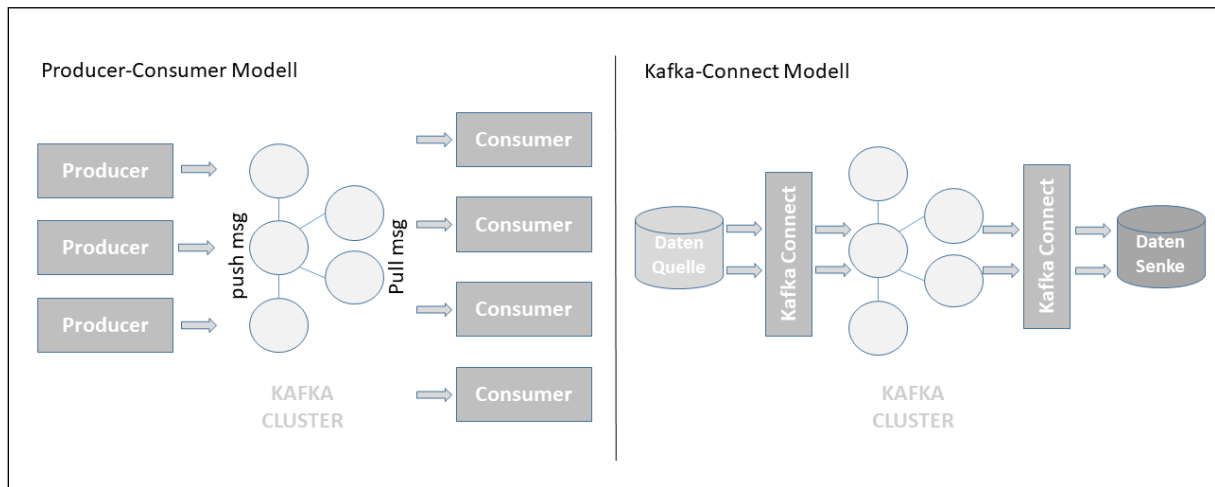 Producer-Consumer Modell
Producer
Producer
Producer
push msg
Pull msg
KAFKA
CLUSTER
Consumer
Consumer
Consumer
Consumer
Kafka-Connect Modell
Daten
Quelle
Kafka Connect
KAFKA
CLUSTER
Kafka Connect
Daten
Senke